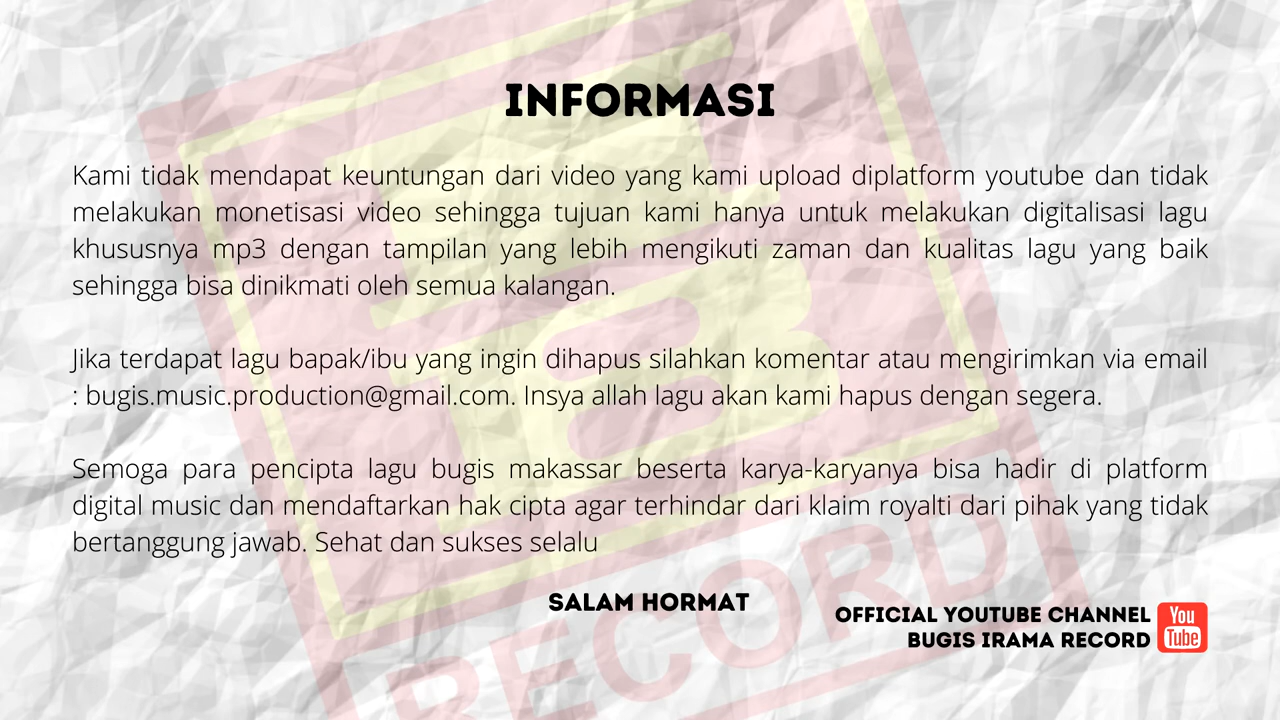 INFORMASI
Kami tidak mendapat keuntungan dari video yang kami upload diplatform youtube dan tidak
melakukan monetisasi video sehingga tujuan kami hanya untuk melakukan digitalisasi lagu
khususnya mp3 dengan tampilan yang lebih mengikuti zaman dan kualitas lagu yang baik
sehingga bisa dinikmati oleh semua kalangan.
Jika terdapat lagu bapak/ibu yang ingin dihapus silahkan komentar atau mengirimkan via email
: bugis.music.production@gmail.com. Insya allah lagu akan kami hapus dengan segera.
Semoga para pencipta lagu bugis makassar beserta karya-karyanya bisa hadir di platform
digital music dan mendaftarkan hak cipta agar terhindar dari klaim royalti dari pihak yang tidak
bertanggung jawab. Sehat dan sukses selalu
SALAM HORMAT
OFFICIAL YOUTUBE CHANNEL
BUGIS IRAMA RECORD
You
Tube
RECORD